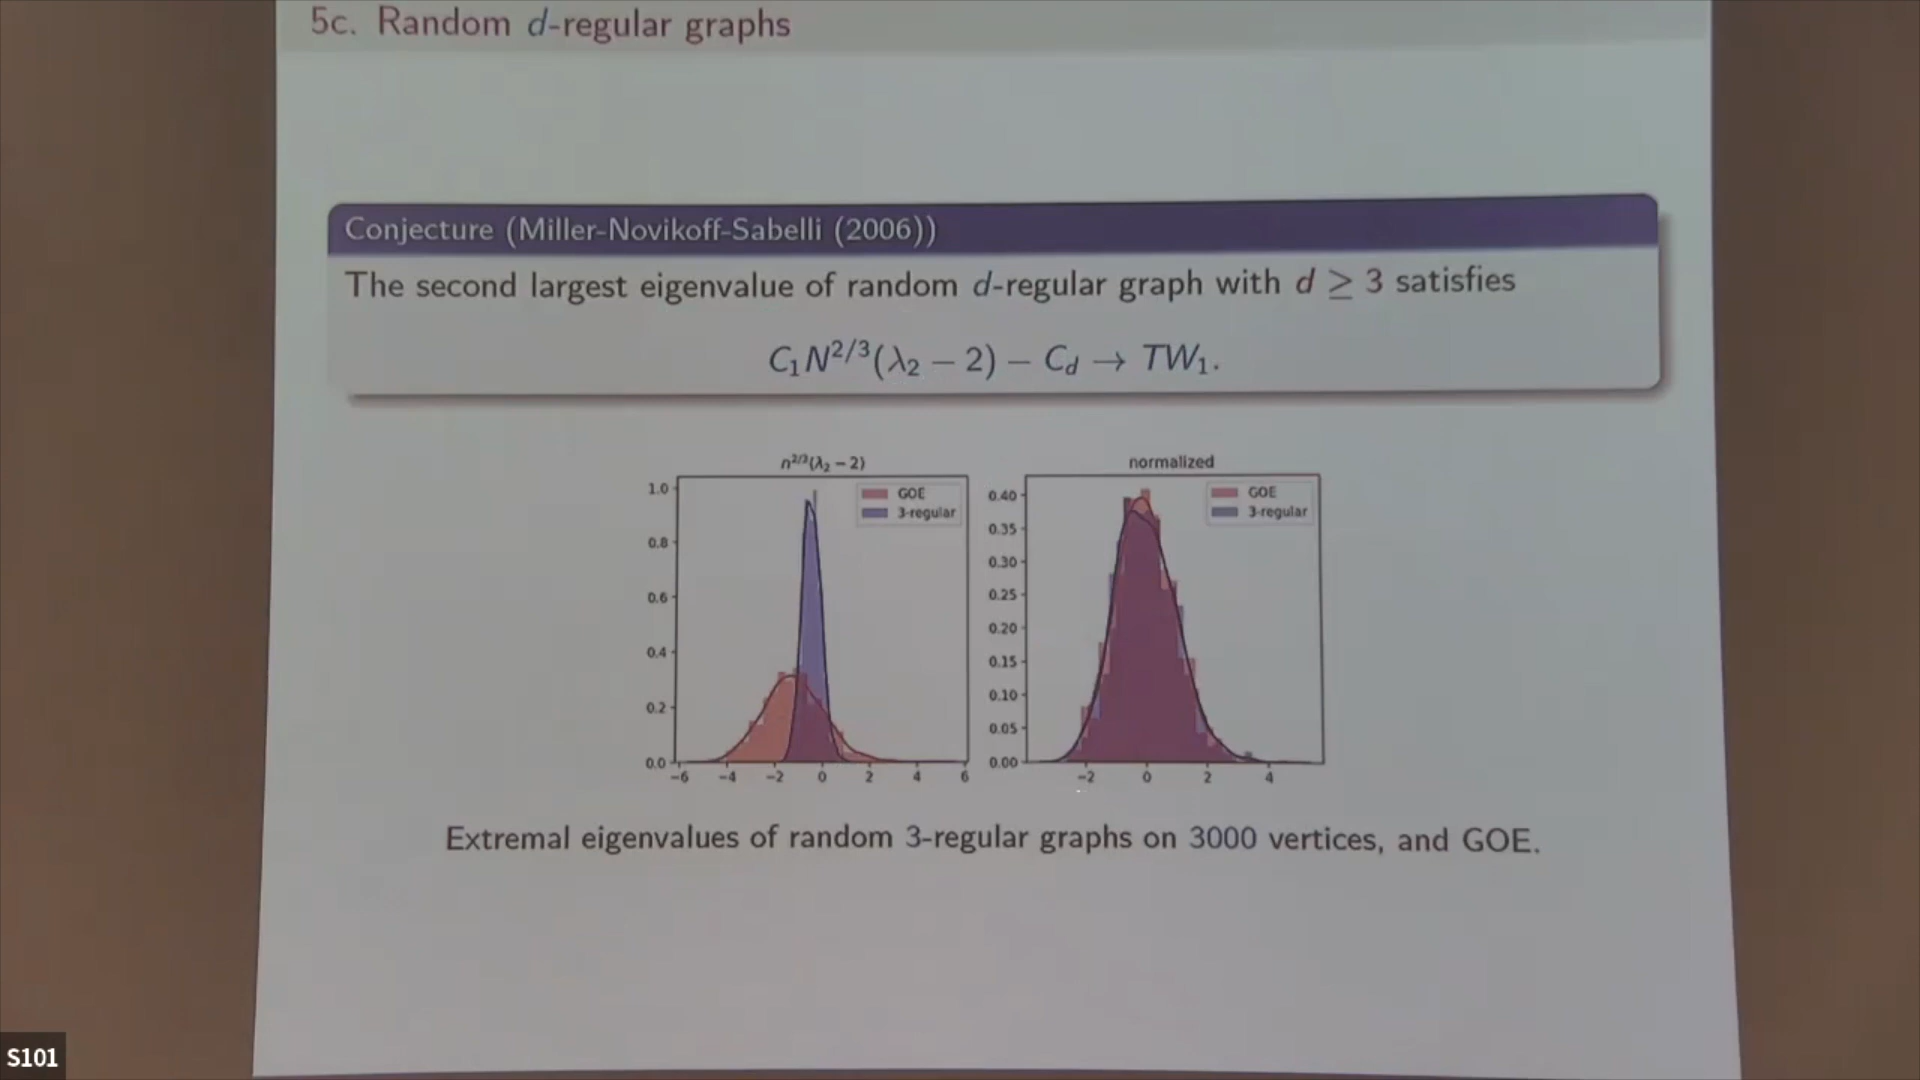 5c. Random d-regular graphs
Conjecture (Miller-Novikoff-Sabelli (2006))
The second largest eigenvalue of random d-regular graph with d ≥ 3 satisfies
C₁N^{2/3}(λ₂ − 2) − C_d → TW₁.
n^{2/3}(λ₂ − 2)
1.0
0.8
0.6
0.4
0.2
0.0
−6 −4 −2 0 2 4 6
GOE
3-regular
normalized
0.40
0.35
0.30
0.25
0.20
0.15
0.10
0.05
0.00
−2 0 2 4
GOE
3-regular
Extremal eigenvalues of random 3-regular graphs on 3000 vertices, and GOE.
S101